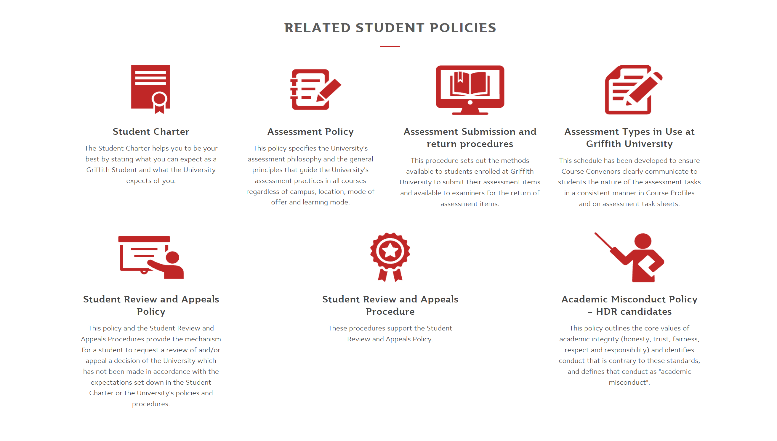 RELATED STUDENT POLICIES
Student Charter
The Student Charter helps you to be your
best by stating what you can expect as a
Griffith Student and what the University
expects of you.
Assessment Policy
This policy specifies the University's
assessment philosophy and the general
principles that guide the University's
assessment practices in all courses
regardless of campus, location, mode of
offer and learning mode.
Assessment Submission and
return procedures
This procedure sets out the methods
available to students enrolled at Griffith
University to submit their assessment items
and available to examiners for the return of
assessment items.
Assessment Types in Use at
Griffith University
This schedule has been developed to ensure
Course Convenors clearly communicate to
students the nature of the assessment tasks
in a consistent manner in Course Profiles
and on assessment task sheets.
Student Review and Appeals
Policy
This policy and the Student Review and
Appeals Procedures provide the mechanism
for a student to request a review of and/or
appeal a decision of the University which
has not been made in accordance with the
expectations set down in the Student
Charter or the University's policies and
procedures.
Student Review and Appeals
Procedure
These procedures support the Student
Review and Appeals Policy
Academic Misconduct Policy
– HDR candidates
This policy outlines the core values of
academic integrity (honesty, trust, fairness,
respect and responsibility) and identifies
conduct that is contrary to these standards,
and defines that conduct as "academic
misconduct".